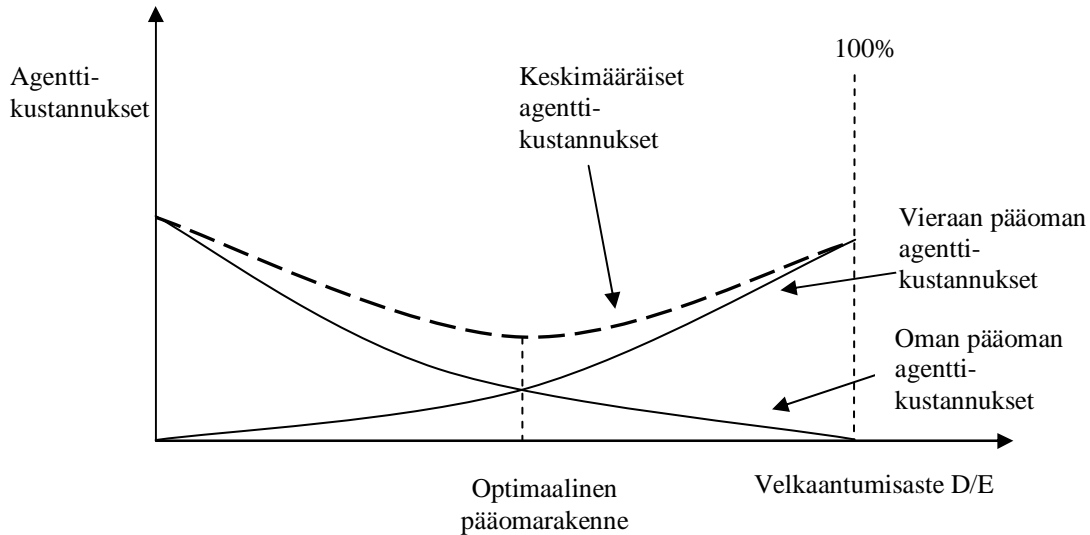 Agentti-
kustannukset
Keskimääräiset
agentti-
kustannukset
100%
Vieraan pääoman
agentti-
kustannukset
Oman pääoman
agentti-
kustannukset
Optimaalinen
pääomarakenne
Velkaantumisaste D/E